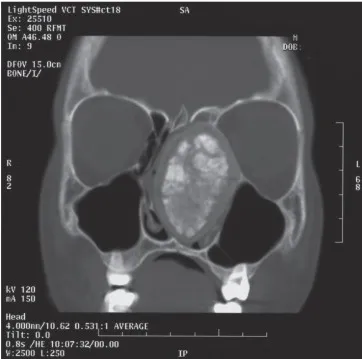 LightSpeed VCT SYS#ct18
SA
Ex: 25510
Se: 400 RFMT
OM A46.48 0
Im: 9
M
DOB:
DFOV 15.0cm
BONE/I/
R
8
2
L
6
8
kV 120
mA 150
Head
4.000mm/10.62 0.531:1 AVERAGE
Tilt: 0.0
0.8s /HE 10:07:32/00.00
W:2500 L:250
IP